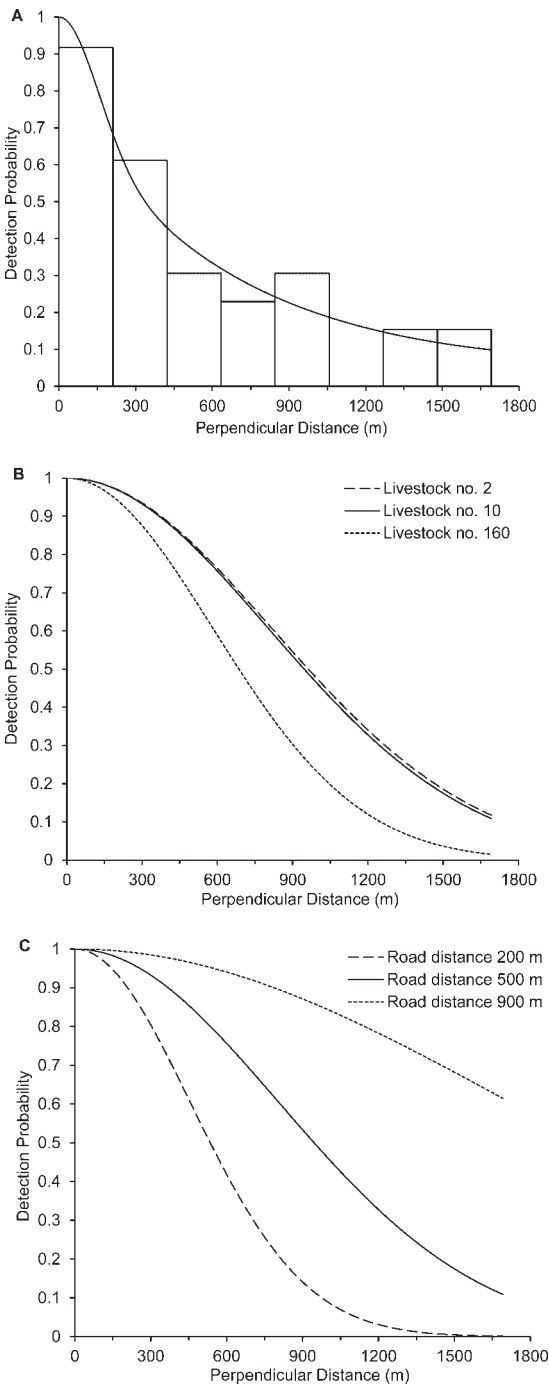 A
Detection Probability
1
0.9
0.8
0.7
0.6
0.5
0.4
0.3
0.2
0.1
0
0 300 600 900 1200 1500 1800
Perpendicular Distance (m)
B
Detection Probability
1
0.9
0.8
0.7
0.6
0.5
0.4
0.3
0.2
0.1
0
Livestock no. 2
Livestock no. 10
Livestock no. 160
0 300 600 900 1200 1500 1800
Perpendicular Distance (m)
C
Detection Probability
1
0.9
0.8
0.7
0.6
0.5
0.4
0.3
0.2
0.1
0
Road distance 200 m
Road distance 500 m
Road distance 900 m
0 300 600 900 1200 1500 1800
Perpendicular Distance (m)